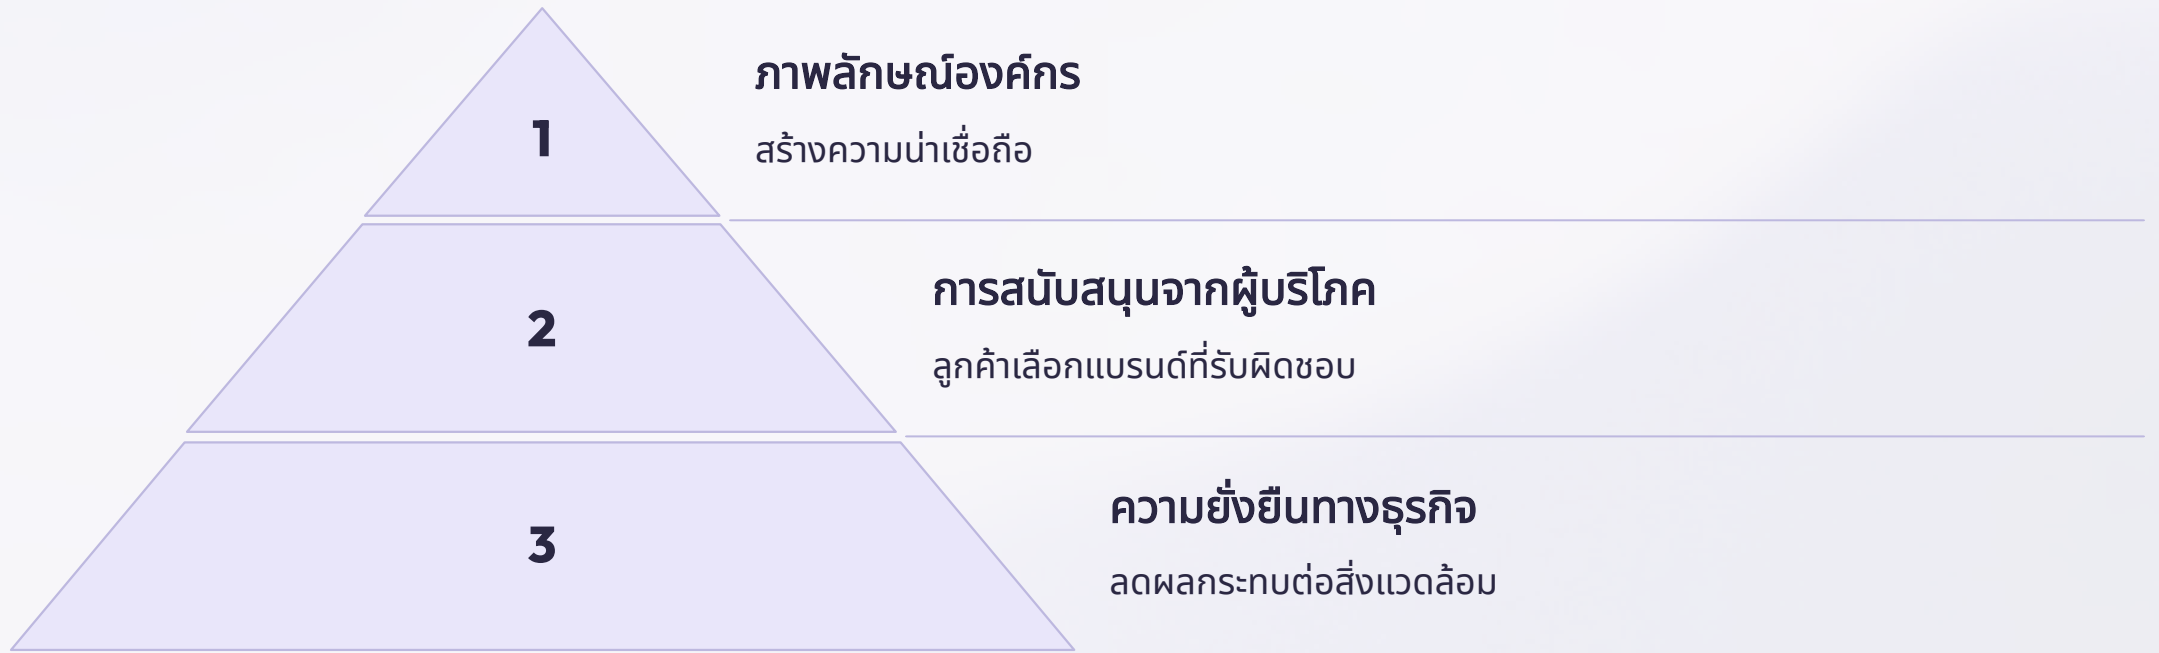 1
ภาพลักษณ์องค์กร
สร้างความน่าเชื่อถือ
2
การสนับสนุนจากผู้บริโภค
ลูกค้าเลือกแบรนด์ที่รับผิดชอบ
3
ความยั่งยืนทางธุรกิจ
ลดผลกระทบต่อสิ่งแวดล้อม